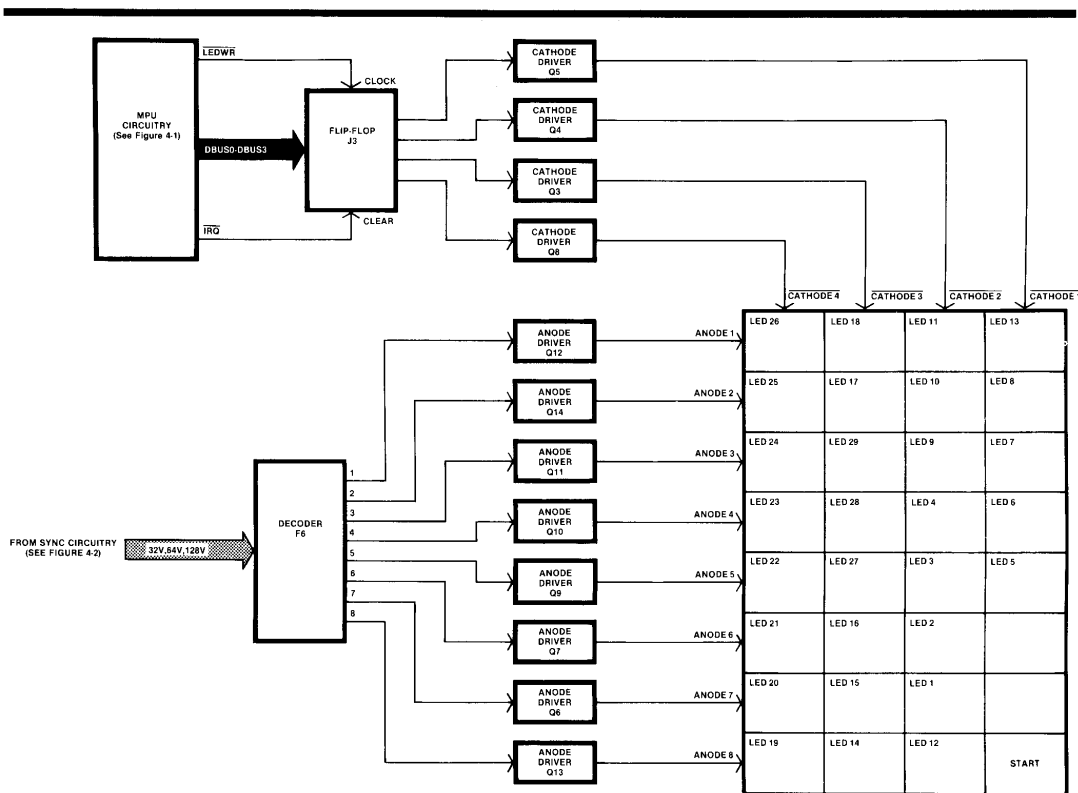 LEDWR
CLOCK
MPU
CIRCUITRY
(See Figure 4-1)
DBUS0-DBUS3
FLIP-FLOP
J3
CLEAR
IRQ
CATHODE
DRIVER
Q5
CATHODE
DRIVER
Q4
CATHODE
DRIVER
Q3
CATHODE
DRIVER
Q8
CATHODE 4
CATHODE 3
CATHODE 2
CATHODE 1
FROM SYNC CIRCUITRY
(SEE FIGURE 4-2)
32V,64V,128V
DECODER
F6
1
2
3
4
5
6
7
8
ANODE
DRIVER
Q12
ANODE
DRIVER
Q14
ANODE
DRIVER
Q11
ANODE
DRIVER
Q10
ANODE
DRIVER
Q9
ANODE
DRIVER
Q7
ANODE
DRIVER
Q6
ANODE
DRIVER
Q13
ANODE 1
LED 26 LED 18 LED 11 LED 13
ANODE 2
LED 25 LED 17 LED 10 LED 8
ANODE 3
LED 24 LED 29 LED 9 LED 7
ANODE 4
LED 23 LED 28 LED 4 LED 6
ANODE 5
LED 22 LED 27 LED 3 LED 5
ANODE 6
LED 21 LED 16 LED 2
ANODE 7
LED 20 LED 15 LED 1
ANODE 8
LED 19 LED 14 LED 12 START